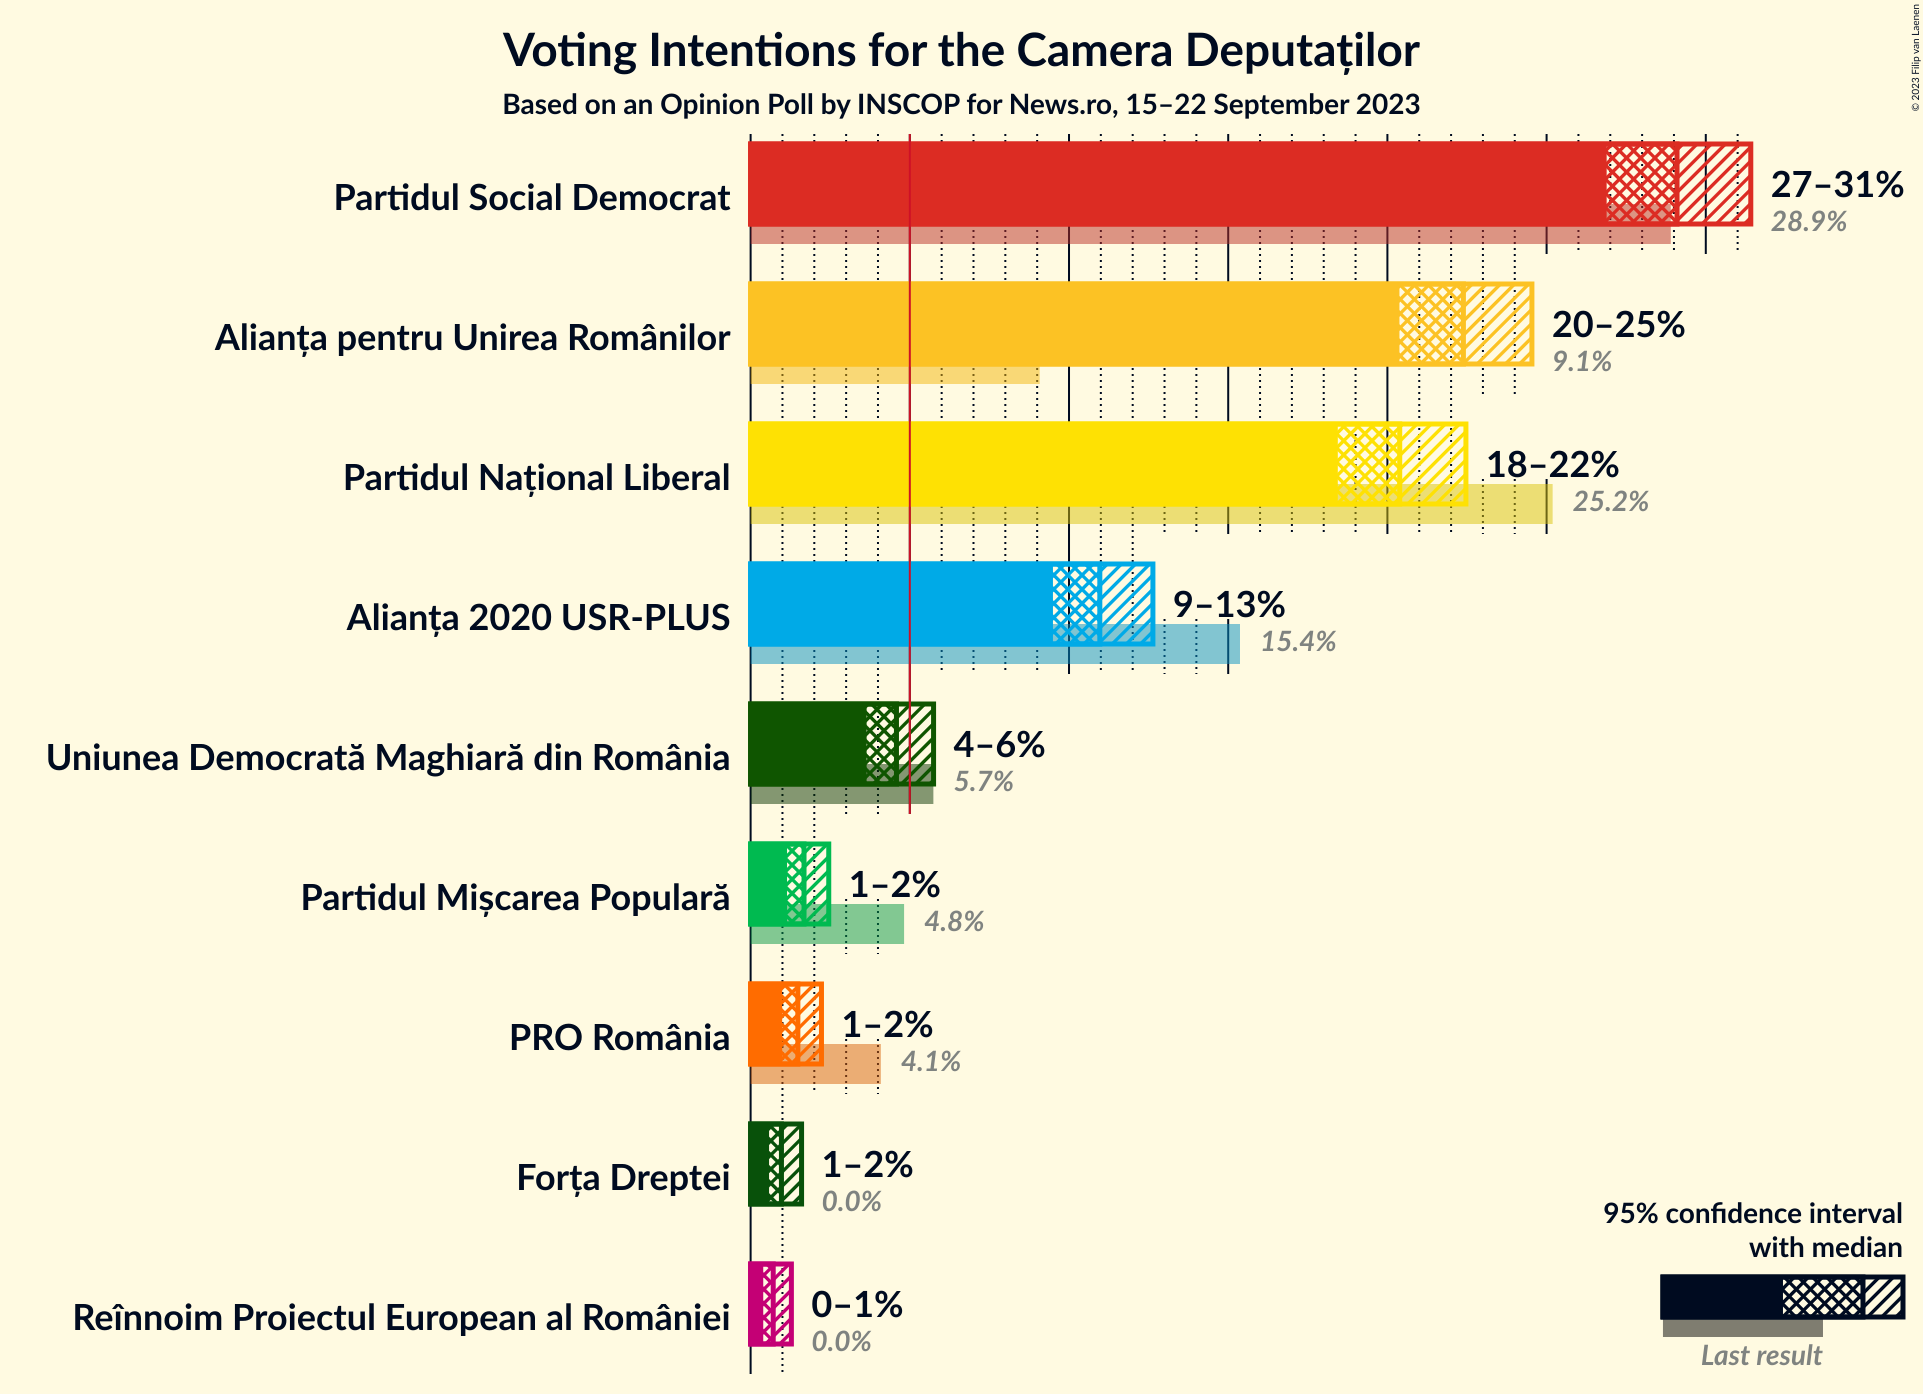 Voting Intentions for the Camera Deputaților
Based on an Opinion Poll by INSCOP for News.ro, 15–22 September 2023
© 2023 Filip van Laenen
Partidul Social Democrat
27–31%
28.9%
Alianța pentru Unirea Românilor
20–25%
9.1%
Partidul Național Liberal
18–22%
25.2%
Alianța 2020 USR-PLUS
9–13%
15.4%
Uniunea Democrată Maghiară din România
4–6%
5.7%
Partidul Mișcarea Populară
1–2%
4.8%
PRO România
1–2%
4.1%
Forța Dreptei
1–2%
0.0%
Reînnoim Proiectul European al României
0–1%
0.0%
95% confidence interval
with median
Last result